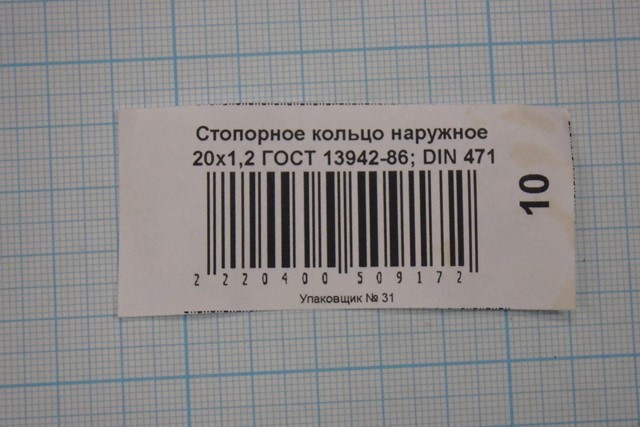 Стопорное кольцо наружное
20х1,2 ГОСТ 13942-86; DIN 471
10
2 220400 509172
Упаковщик № 31